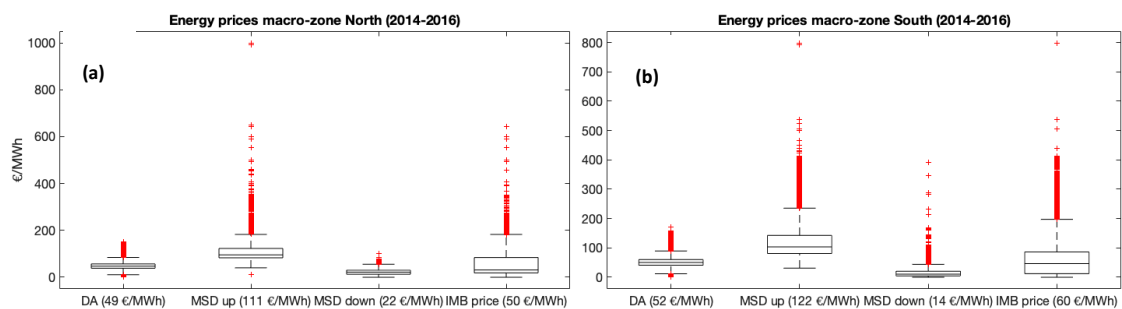 Energy prices macro-zone North (2014-2016)
(a)
€/MWh
1000
800
600
400
200
0
DA (49 €/MWh) MSD up (111 €/MWh) MSD down (22 €/MWh) IMB price (50 €/MWh)
Energy prices macro-zone South (2014-2016)
(b)
800
700
600
500
400
300
200
100
0
DA (52 €/MWh) MSD up (122 €/MWh) MSD down (14 €/MWh) IMB price (60 €/MWh)